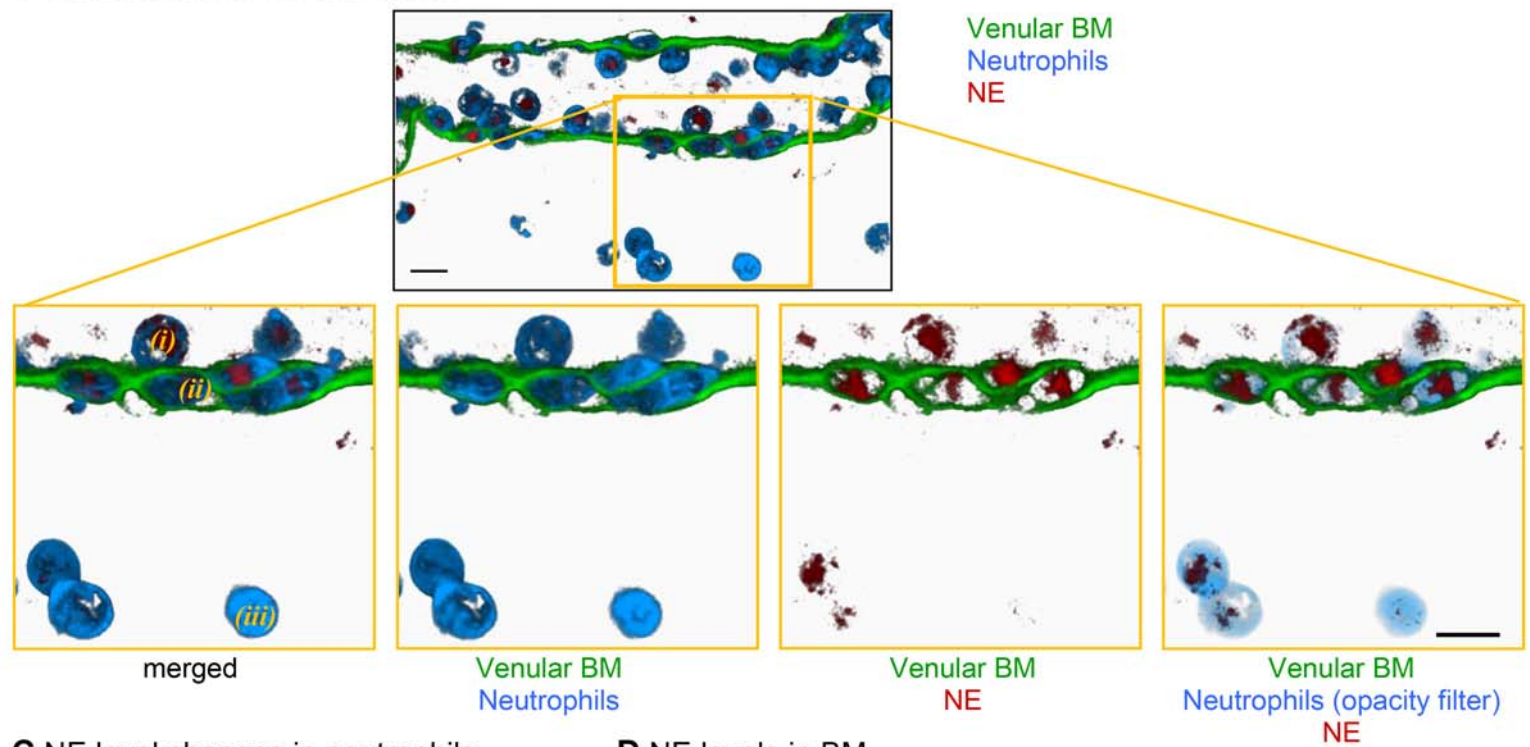 Venular BM
Neutrophils
NE
(i)
(ii)
(iii)
merged
Venular BM
Neutrophils
Venular BM
NE
Venular BM
Neutrophils (opacity filter)
NE